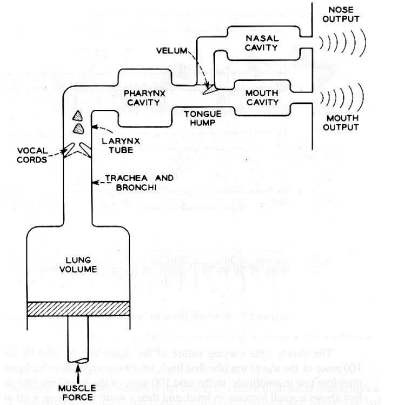 NOSE
OUTPUT
NASAL
CAVITY
VELUM
PHARYNX
CAVITY
MOUTH
CAVITY
TONGUE
HUMP
MOUTH
OUTPUT
LARYNX
TUBE
VOCAL
CORDS
TRACHEA AND
BRONCHI
LUNG
VOLUME
MUSCLE
FORCE